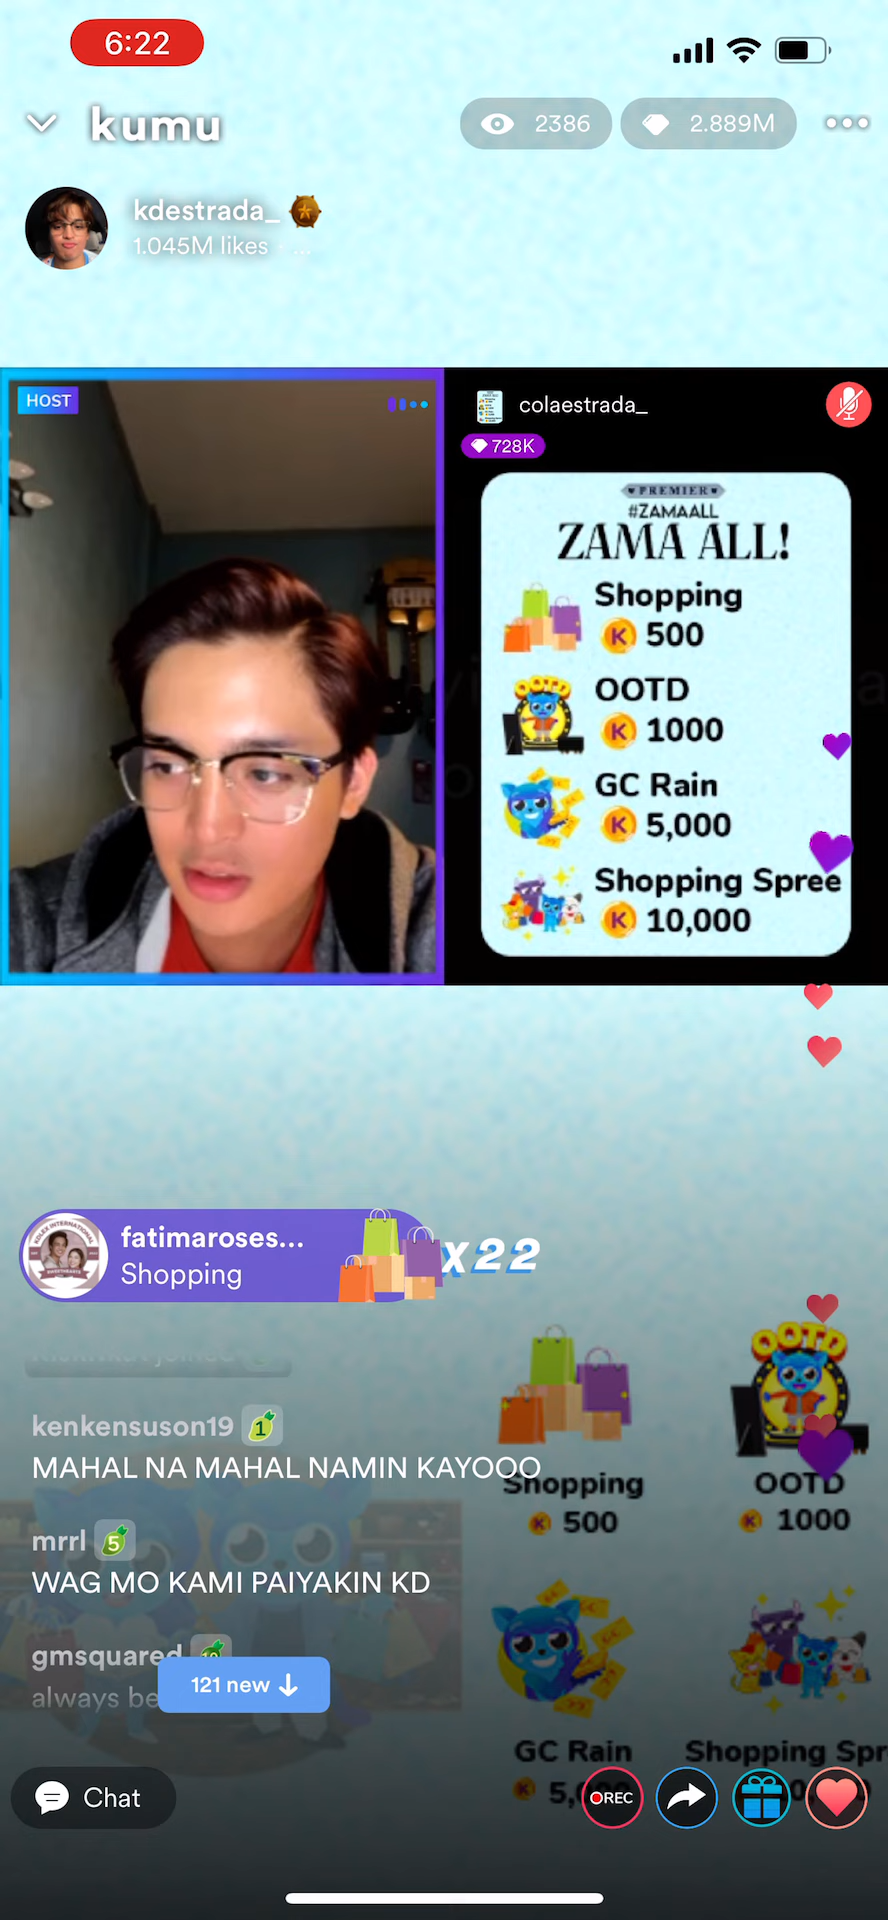 6:22
kumu
2386
2.889M
kdestrada_
1.045M likes · ...
HOST
colaestrada_
728K
PREMIER
#ZAMAALL
ZAMA ALL!
Shopping
K 500
OOTD
OOTD
K 1000
GC Rain
K 5,000
Shopping Spree
K 10,000
fatimaroses...
Shopping
x22
kenkensuson19 1
MAHAL NA MAHAL NAMIN KAYOOO
mrrl 5
WAG MO KAMI PAIYAKIN KD
gmsquared
always be
121 new
Shopping
K 500
OOTD
OOTD
K 1000
GC Rain
K 5,
Shopping Spr
Chat
REC